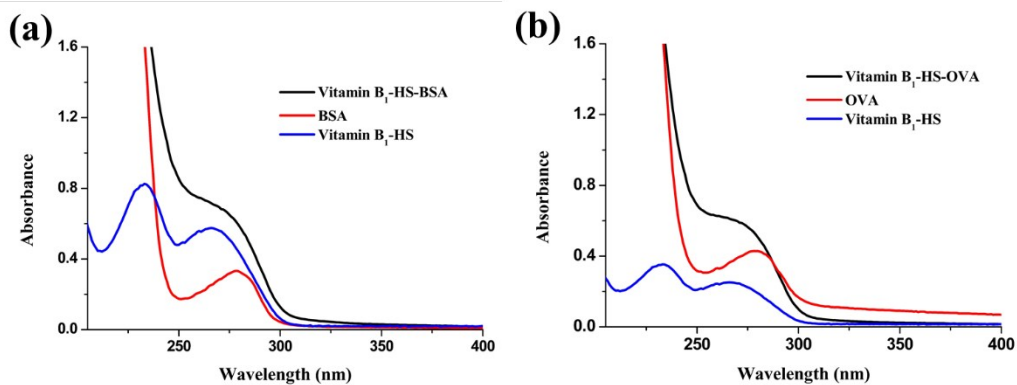 (a)
1.6
1.2
0.8
0.4
0.0
Absorbance
250
300
350
400
Wavelength (nm)
Vitamin B₁-HS-BSA
BSA
Vitamin B₁-HS
(b)
1.6
1.2
0.8
0.4
0.0
Absorbance
250
300
350
400
Wavelength (nm)
Vitamin B₁-HS-OVA
OVA
Vitamin B₁-HS